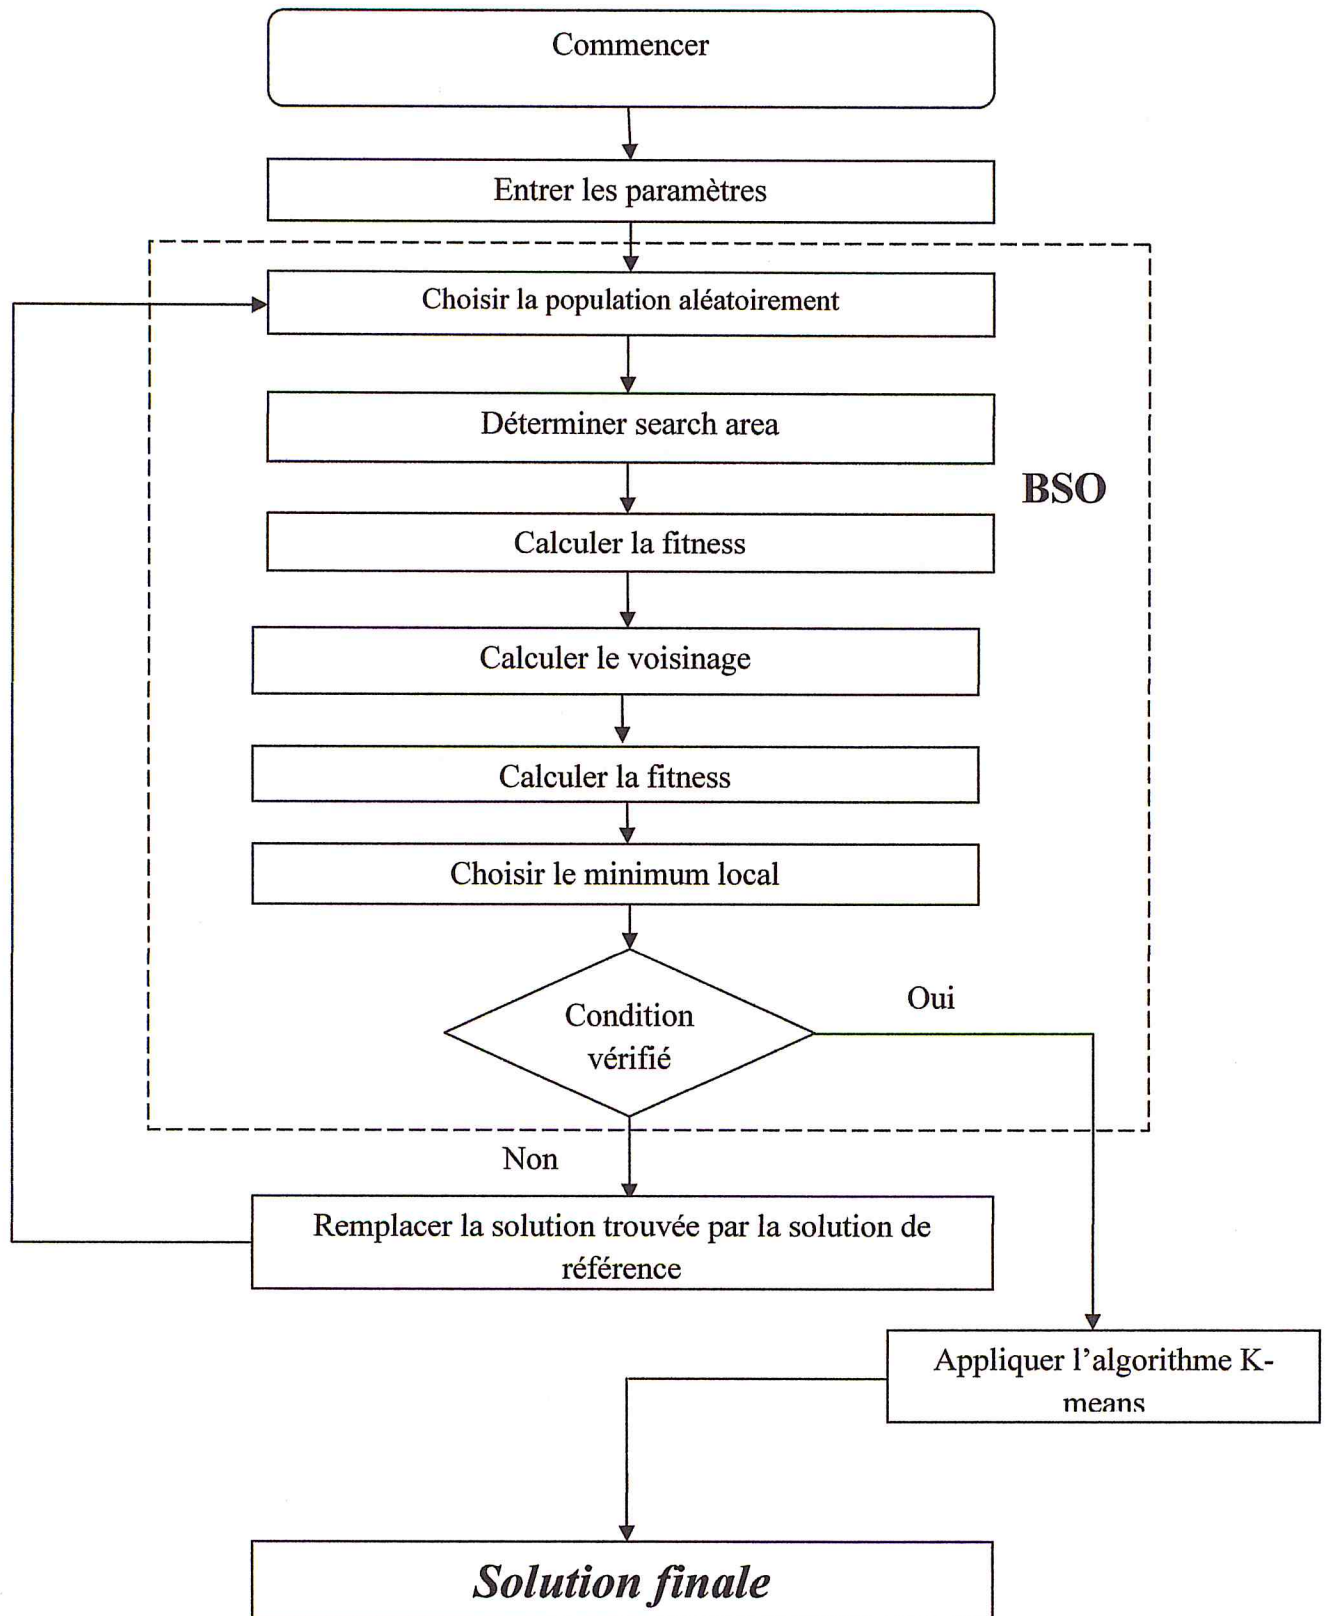 Commencer
Entrer les paramètres
Choisir la population aléatoirement
Déterminer search area
BSO
Calculer la fitness
Calculer le voisinage
Calculer la fitness
Choisir le minimum local
Oui
Condition
vérifié
Non
Remplacer la solution trouvée par la solution de
référence
Appliquer l’algorithme K-
means
Solution finale